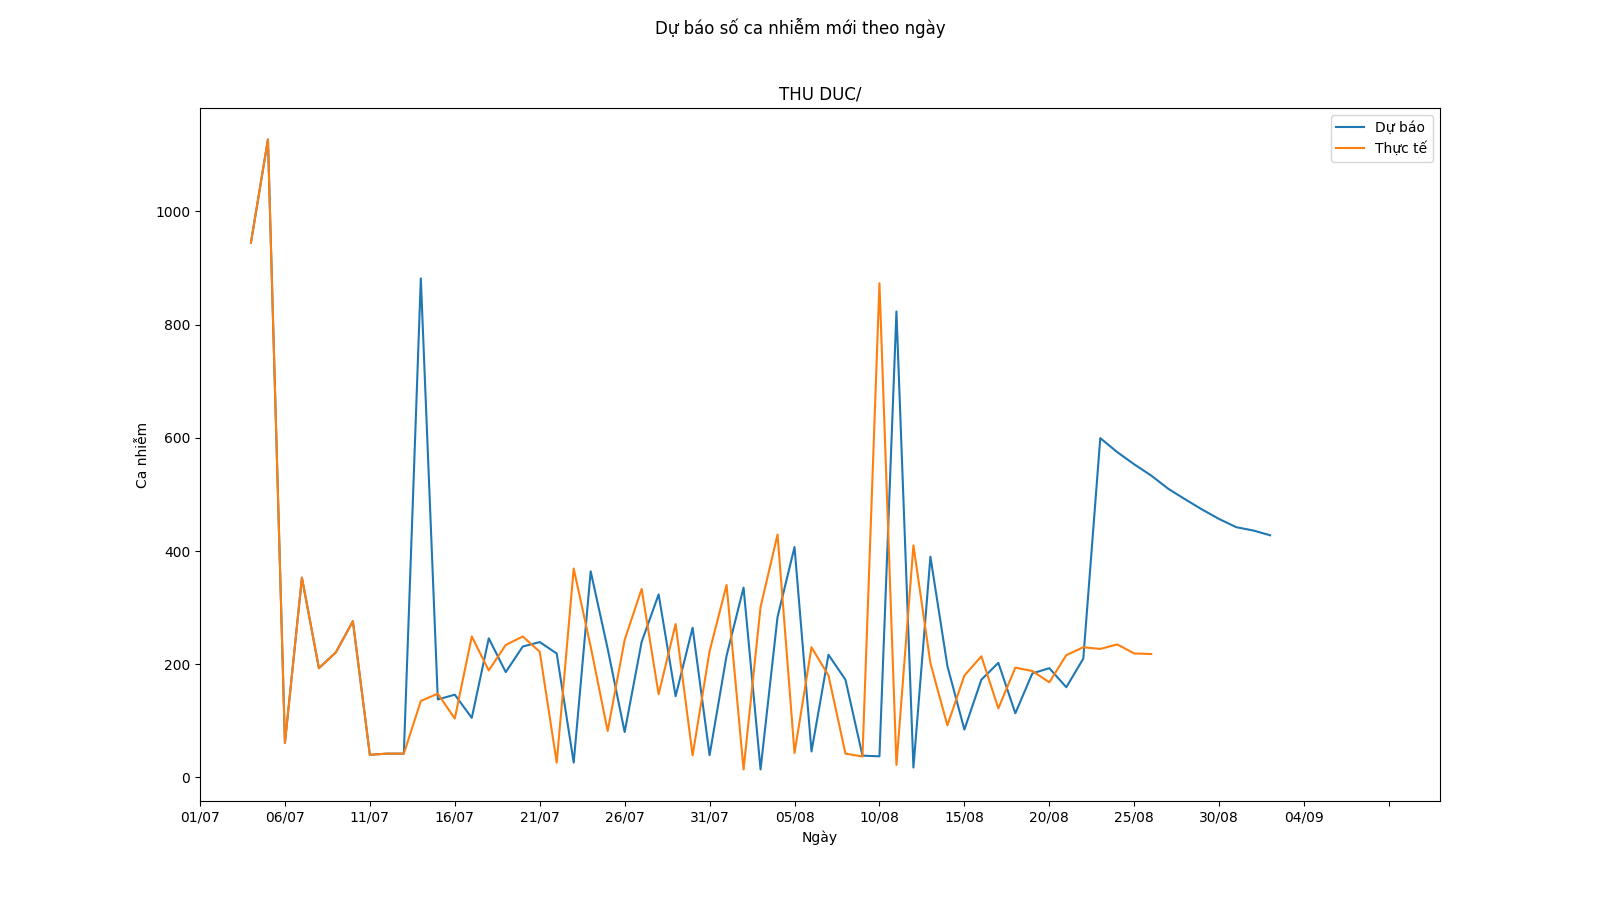 Dự báo số ca nhiễm mới theo ngày
THU DUC/
Dự báo
Thực tế
1000
800
600
400
200
0
Ca nhiễm
01/07 06/07 11/07 16/07 21/07 26/07 31/07 05/08 10/08 15/08 20/08 25/08 30/08 04/09
Ngày